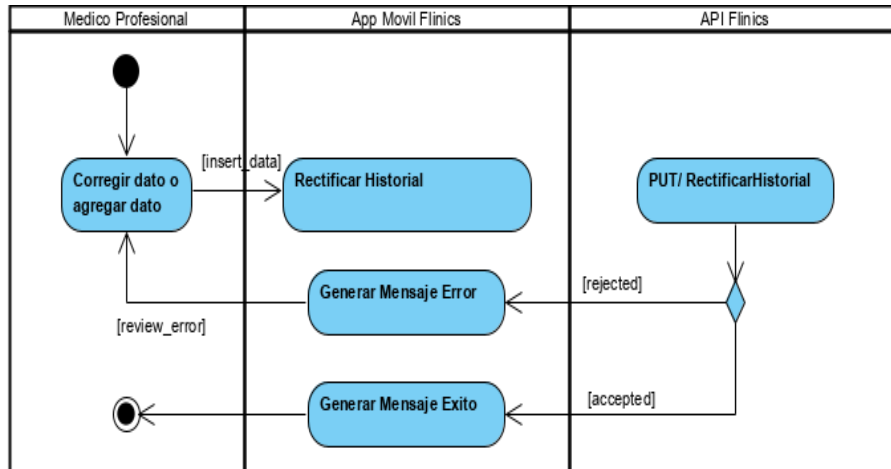 Medico Profesional
App Movil Flinics
API Flinics
[insert_data]
Corregir dato o
agregar dato
Rectificar Historial
PUT/ RectificarHistorial
Generar Mensaje Error
[rejected]
[review_error]
Generar Mensaje Exito
[accepted]